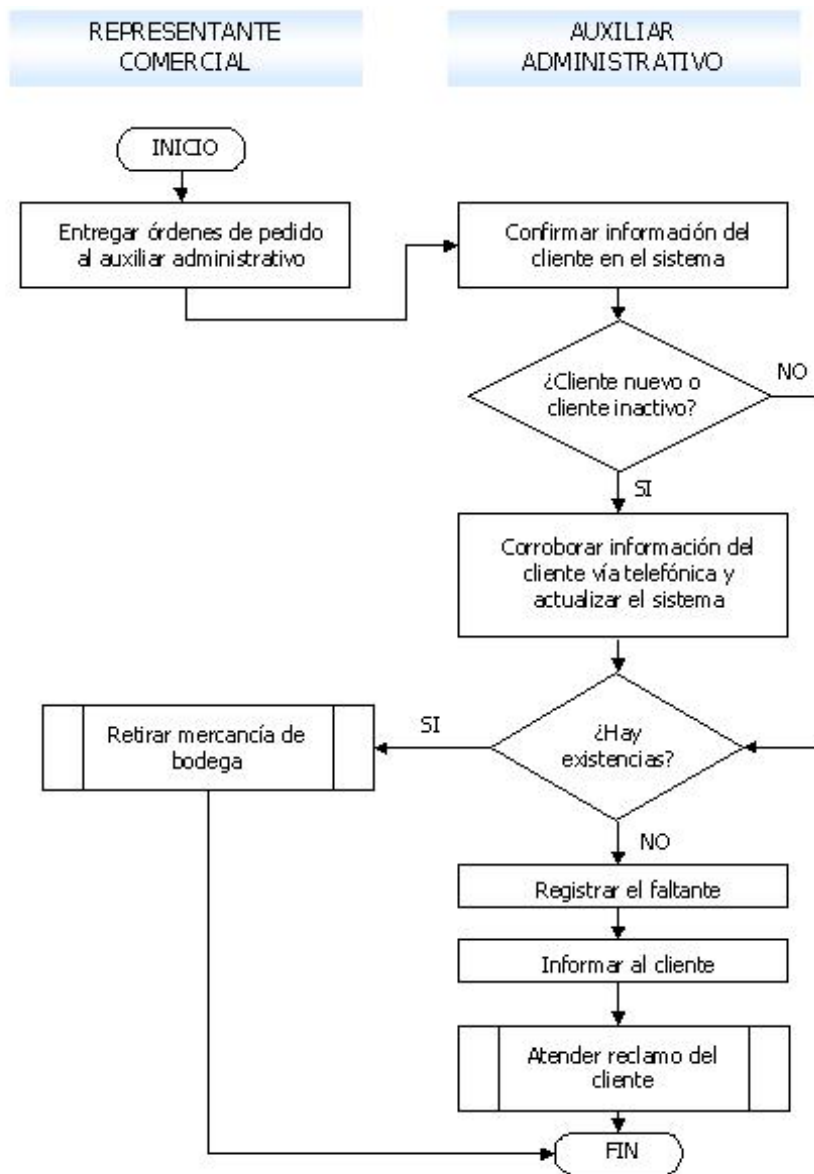 REPRESENTANTE
COMERCIAL
AUXILIAR
ADMINISTRATIVO
INICIO
Entregar órdenes de pedido
al auxiliar administrativo
Confirmar información del
cliente en el sistema
¿Cliente nuevo o
cliente inactivo?
NO
SI
Corroborar información del
cliente vía telefónica y
actualizar el sistema
Retirar mercancía de
bodega
SI
¿Hay
existencias?
NO
Registrar el faltante
Informar al cliente
Atender reclamo del
cliente
FIN